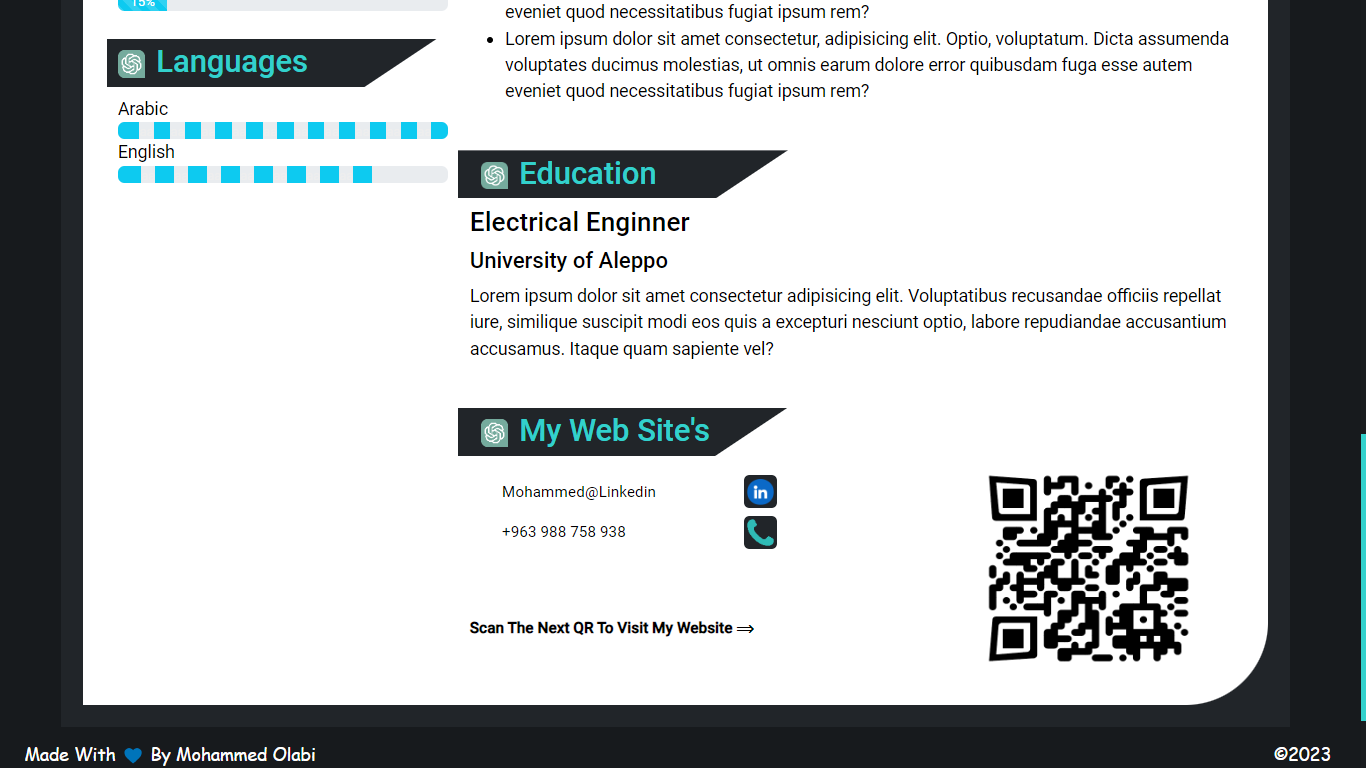 15%
Languages
Arabic
English
eveniet quod necessitatibus fugiat ipsum rem?
Lorem ipsum dolor sit amet consectetur, adipisicing elit. Optio, voluptatum. Dicta assumenda
voluptates ducimus molestias, ut omnis earum dolore error quibusdam fuga esse autem
eveniet quod necessitatibus fugiat ipsum rem?
Education
Electrical Enginner
University of Aleppo
Lorem ipsum dolor sit amet consectetur adipisicing elit. Voluptatibus recusandae officiis repellat
iure, similique suscipit modi eos quis a excepturi nesciunt optio, labore repudiandae accusantium
accusamus. Itaque quam sapiente vel?
My Web Site's
Mohammed@Linkedin
in
+963 988 758 938
Scan The Next QR To Visit My Website ⟹
Made With 💙 By Mohammed Olabi
©2023